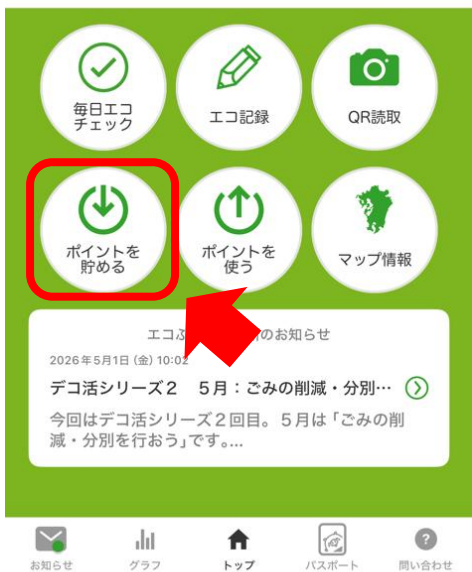 毎日エコ
チェック
エコ記録
QR読取
ポイントを
貯める
ポイントを
使う
マップ情報
エコふ
のお知らせ
2026年5月1日(金) 10:02
デコ活シリーズ2　5月：ごみの削減・分別…
今回はデコ活シリーズ2回目。5月は「ごみの削
減・分別を行おう」です。...
お知らせ
グラフ
トップ
パスポート
?
問い合わせ